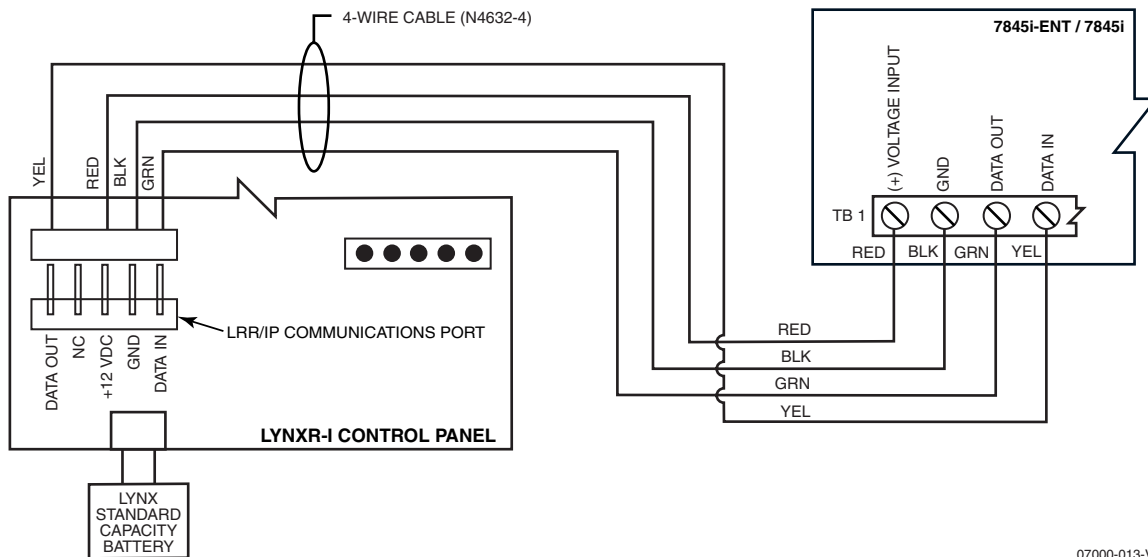 4-WIRE CABLE (N4632-4)
7845i-ENT / 7845i
(+) VOLTAGE INPUT
GND
DATA OUT
DATA IN
TB 1
RED
BLK
GRN
YEL
YEL
RED
BLK
GRN
LRR/IP COMMUNICATIONS PORT
DATA OUT
NC
+12 VDC
GND
DATA IN
LYNXR-I CONTROL PANEL
LYNX
STANDARD
CAPACITY
BATTERY
RED
BLK
GRN
YEL